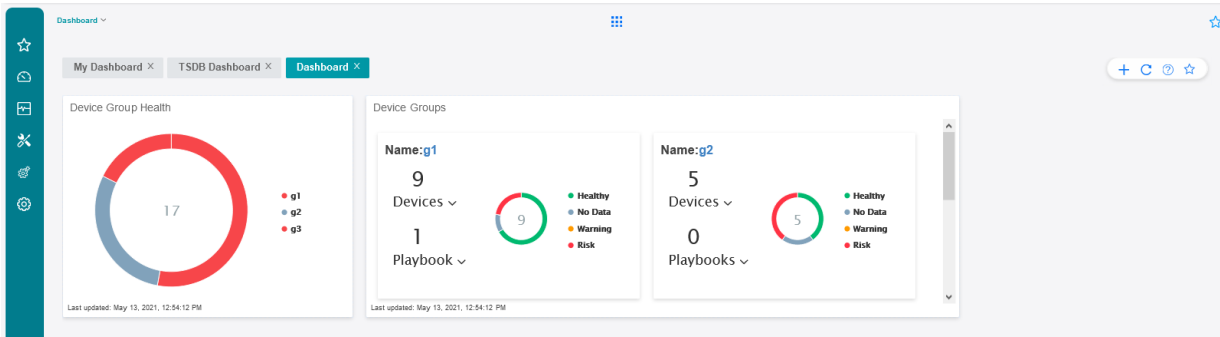 Dashboard
My Dashboard X
TSDB Dashboard X
Dashboard X
Device Group Health
17
g1
g2
g3
Last updated: May 13, 2021, 12:54:12 PM
Device Groups
Name:g1
9
Devices
1
Playbook
9
Healthy
No Data
Warning
Risk
Name:g2
5
Devices
0
Playbooks
5
Healthy
No Data
Warning
Risk
Last updated: May 13, 2021, 12:54:12 PM